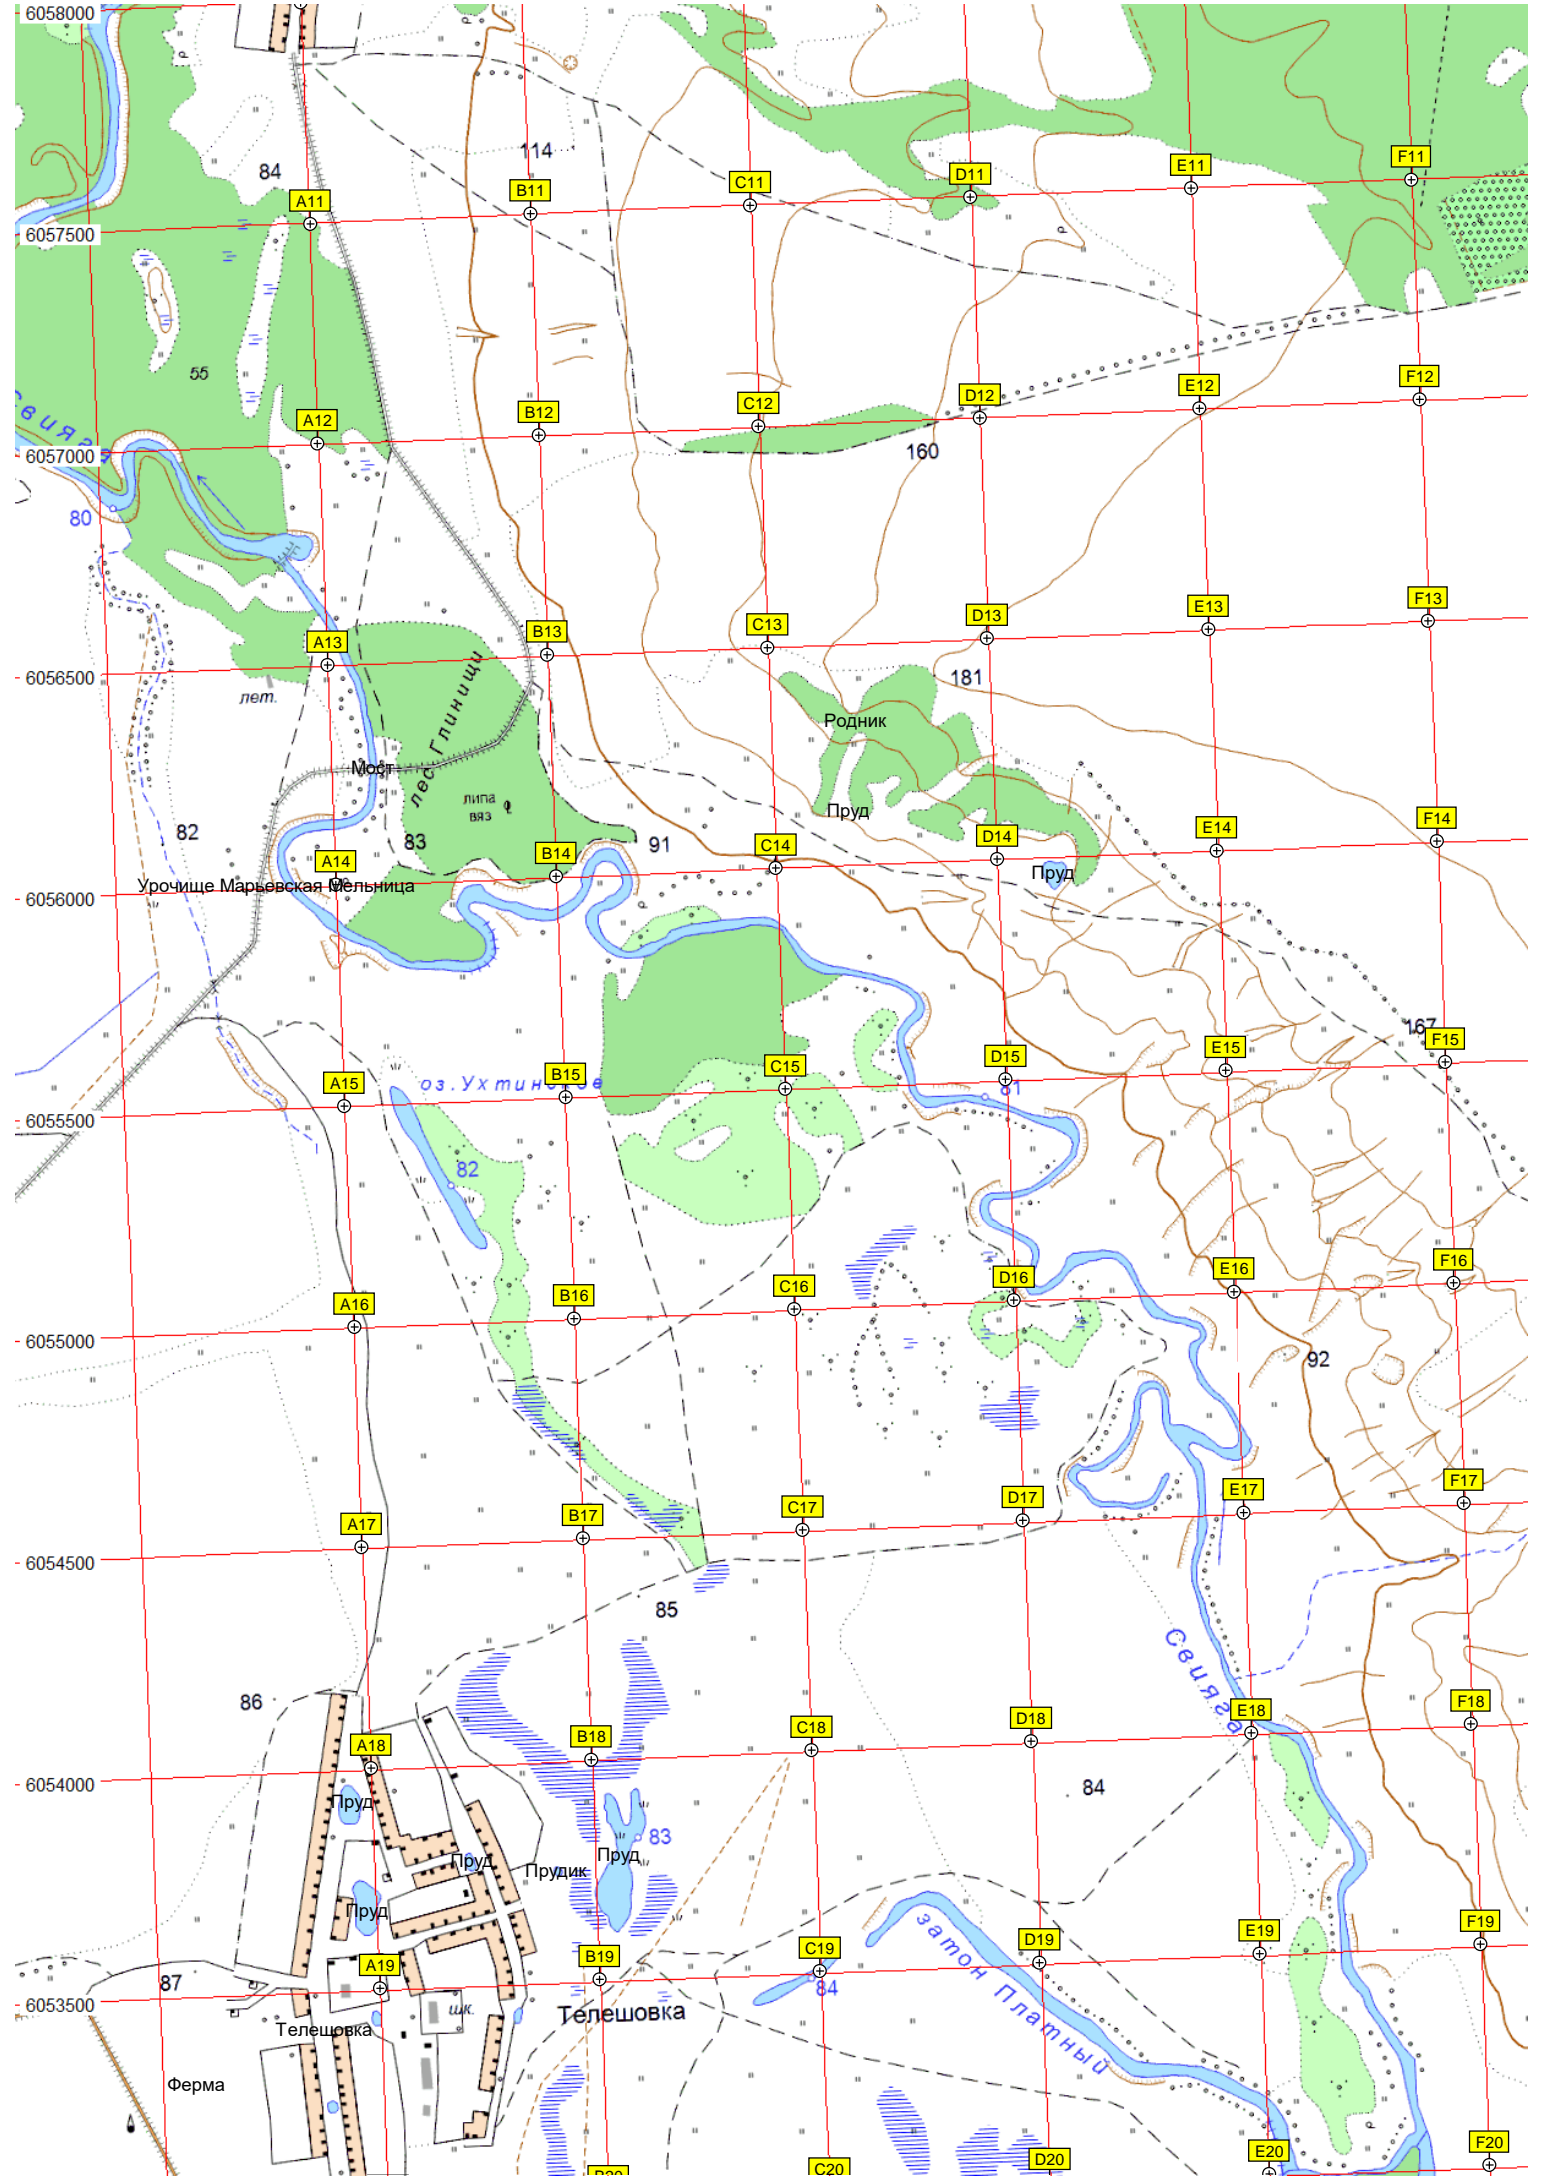 6058000
114
84
A11
B11
C11
D11
E11
F11
6057500
55
Свияга
A12
B12
C12
D12
E12
F12
6057000
160
80
A13
B13
C13
D13
E13
F13
6056500
лет.
лес Глинищи
181
Родник
Мост
липа
вяз
Пруд
82
83
91
A14
B14
C14
D14
E14
F14
Урочище Марьевская Мельница
Пруд
6056000
167
A15
B15
C15
D15
E15
F15
оз. Ухтинское
81
6055500
82
A16
B16
C16
D16
E16
F16
6055000
92
A17
B17
C17
D17
E17
F17
6054500
85
Свияга
86
A18
B18
C18
D18
E18
F18
6054000
84
Пруд
83
Пруд
Пруд
Прудик
Пруд
затон Платный
A19
B19
C19
D19
E19
F19
87
84
6053500
шк.
Телешовка
Телешовка
Ферма
B20
C20
D20
E20
F20